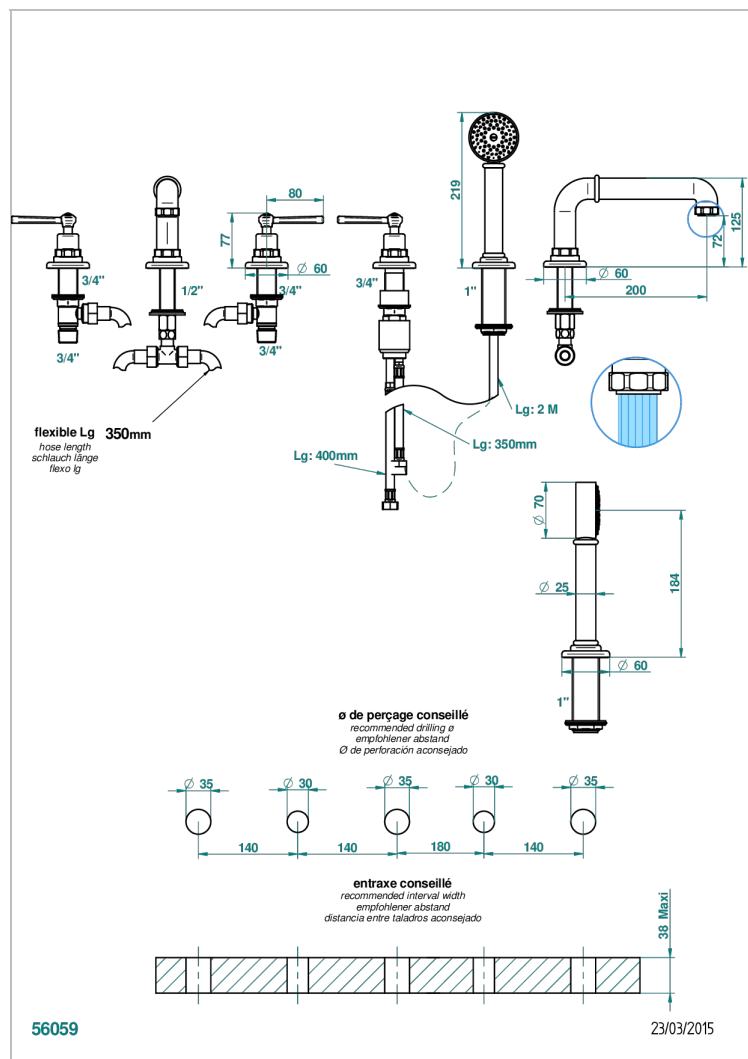 80
219
77
125
72
3/4"
1/2"
3/4"
Ø 60
3/4"
1"
Ø 60
200
3/4"
3/4"
Lg: 2 M
flexible Lg 350mm
hose length
schlauch länge
flexo lg
Lg: 350mm
Lg: 400mm
Ø 70
184
Ø 25
Ø 60
1"
ø de perçage conseillé
recommended drilling ø
empfohlener abstand
Ø de perforación aconsejado
Ø 35 Ø 30 Ø 35 Ø 30 Ø 35
140 140 180 140
entraxe conseillé
recommended interval width
empfohlener abstand
distancia entre taladros aconsejado
38 Maxi
56059
23/03/2015